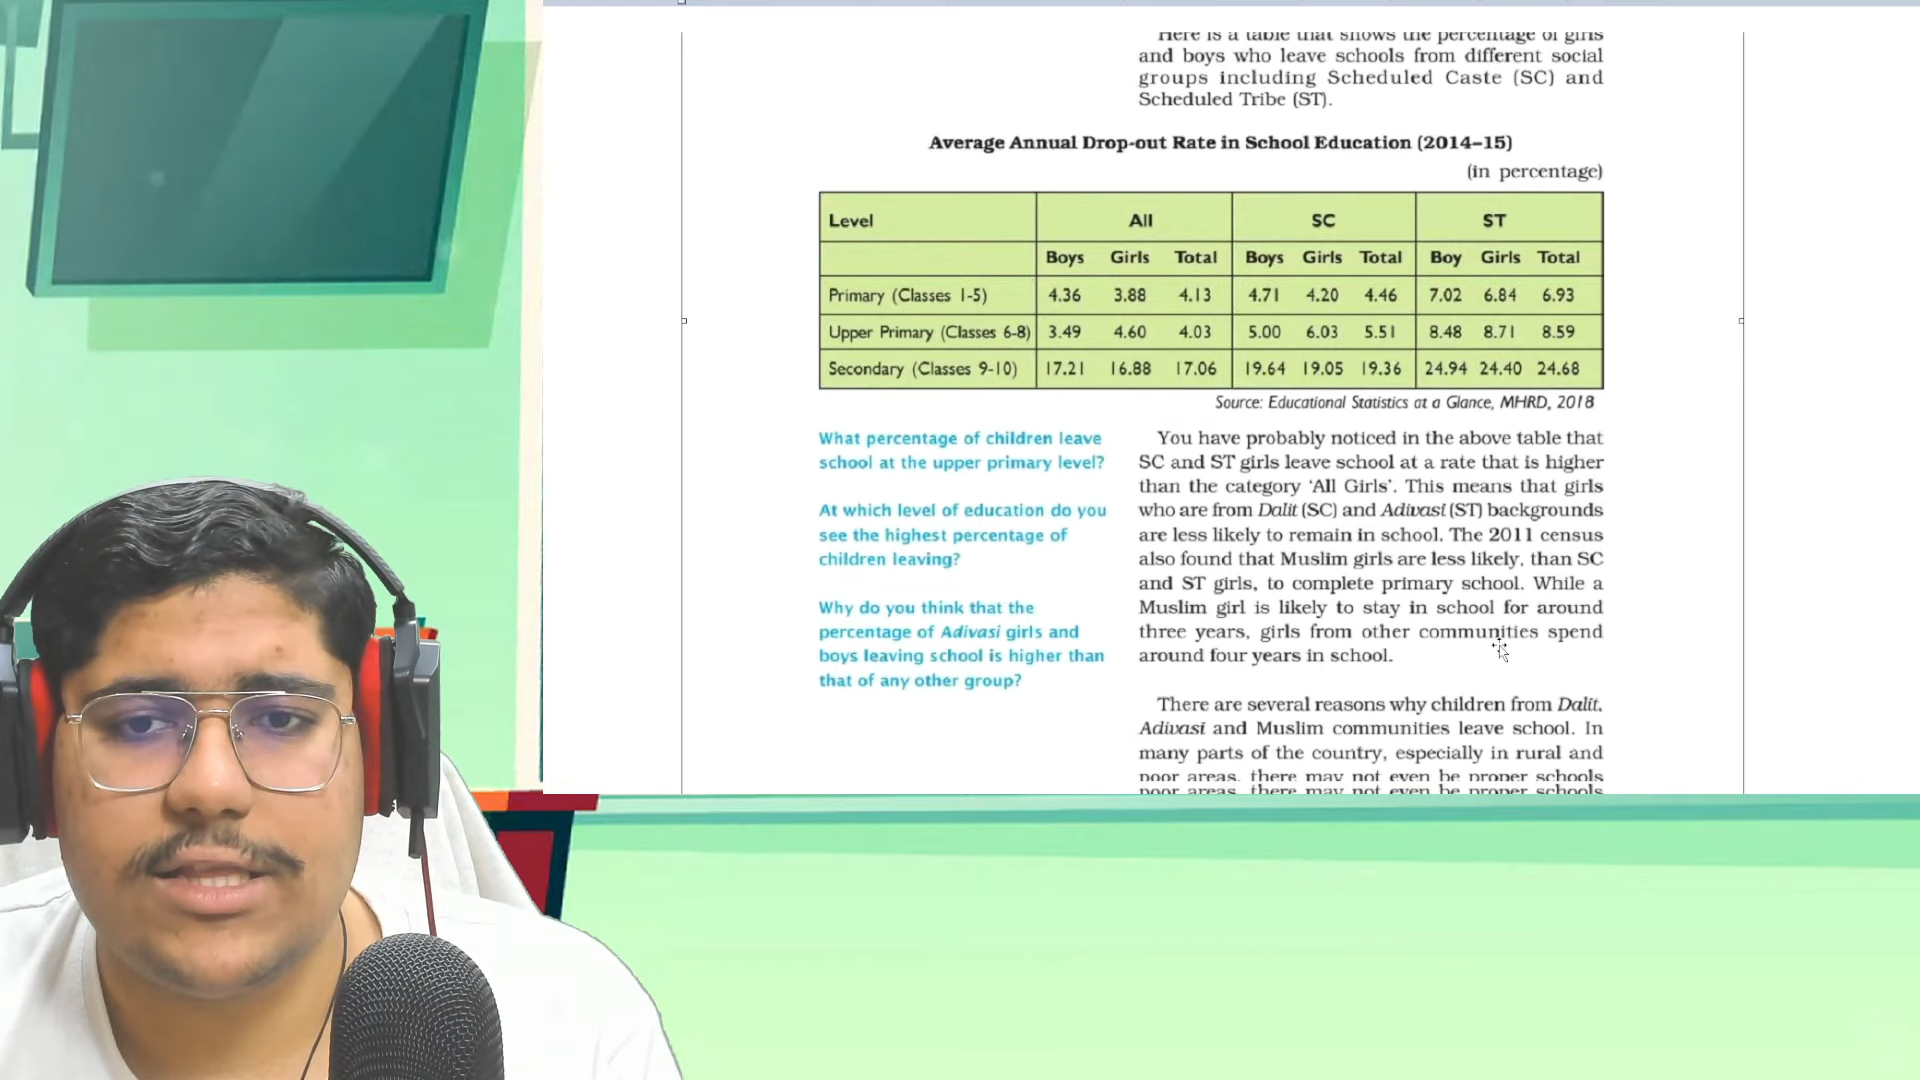 Here is a table that shows the percentage of girls
and boys who leave schools from different social
groups including Scheduled Caste (SC) and
Scheduled Tribe (ST).
Average Annual Drop-out Rate in School Education (2014–15)
(in percentage)
Level All SC ST
Boys Girls Total Boys Girls Total Boy Girls Total
Primary (Classes 1-5) 4.36 3.88 4.13 4.71 4.20 4.46 7.02 6.84 6.93
Upper Primary (Classes 6-8) 3.49 4.60 4.03 5.00 6.03 5.51 8.48 8.71 8.59
Secondary (Classes 9-10) 17.21 16.88 17.06 19.64 19.05 19.36 24.94 24.40 24.68
Source: Educational Statistics at a Glance, MHRD, 2018
What percentage of children leave
school at the upper primary level?
At which level of education do you
see the highest percentage of
children leaving?
Why do you think that the
percentage of Adivasi girls and
boys leaving school is higher than
that of any other group?
You have probably noticed in the above table that
SC and ST girls leave school at a rate that is higher
than the category ‘All Girls’. This means that girls
who are from Dalit (SC) and Adivasi (ST) backgrounds
are less likely to remain in school. The 2011 census
also found that Muslim girls are less likely, than SC
and ST girls, to complete primary school. While a
Muslim girl is likely to stay in school for around
three years, girls from other communities spend
around four years in school.
There are several reasons why children from Dalit,
Adivasi and Muslim communities leave school. In
many parts of the country, especially in rural and
poor areas, there may not even be proper schools
poor areas, there may not even be proper schools